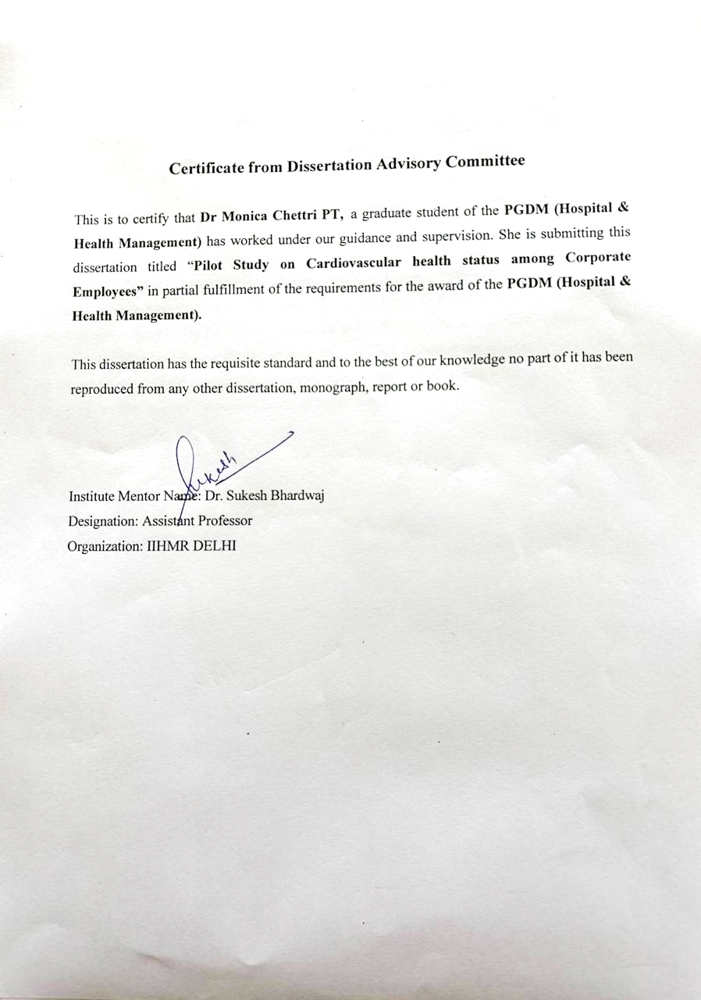 Certificate from Dissertation Advisory Committee
This is to certify that Dr Monica Chettri PT, a graduate student of the PGDM (Hospital &
Health Management) has worked under our guidance and supervision. She is submitting this
dissertation titled “Pilot Study on Cardiovascular health status among Corporate
Employees” in partial fulfillment of the requirements for the award of the PGDM (Hospital &
Health Management).
This dissertation has the requisite standard and to the best of our knowledge no part of it has been
reproduced from any other dissertation, monograph, report or book.
Sukesh
Institute Mentor Name: Dr. Sukesh Bhardwaj
Designation: Assistant Professor
Organization: IIHMR DELHI